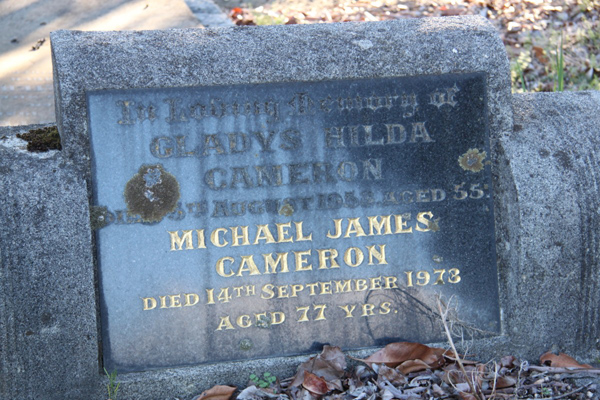 In Loving Memory of
GLADYS HILDA
CAMERON
AUGUST AGED 55.
MICHAEL JAMES
CAMERON
DIED 14TH SEPTEMBER 1973
AGED 77 YRS.